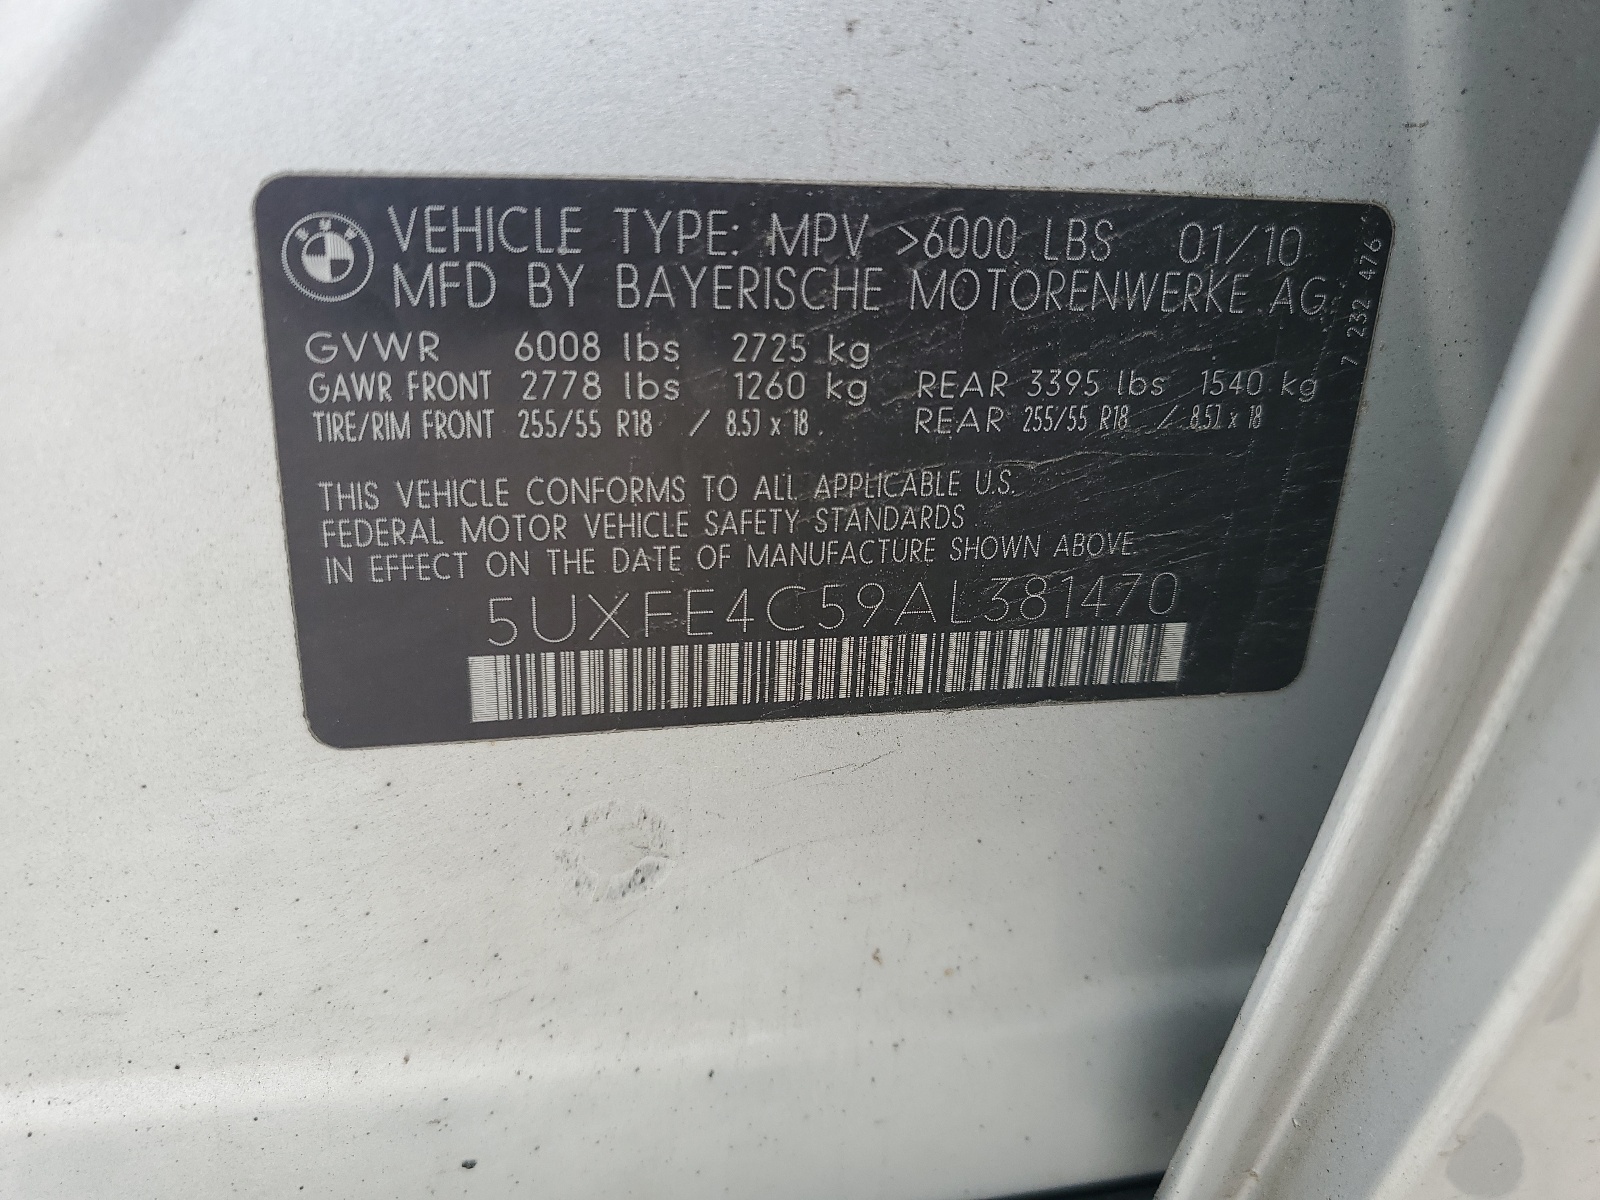 BMW
VEHICLE TYPE: MPV >6000 LBS 01/10
MFD BY BAYERISCHE MOTORENWERKE AG
7 232 476
GVWR 6008 lbs 2725 kg
GAWR FRONT 2778 lbs 1260 kg REAR 3395 lbs 1540 kg
TIRE/RIM FRONT 255/55 R18 / 8.5J x 18 REAR 255/55 R18 / 8.5J x 18
THIS VEHICLE CONFORMS TO ALL APPLICABLE U.S.
FEDERAL MOTOR VEHICLE SAFETY STANDARDS
IN EFFECT ON THE DATE OF MANUFACTURE SHOWN ABOVE.
5UXFE4C59AL381470